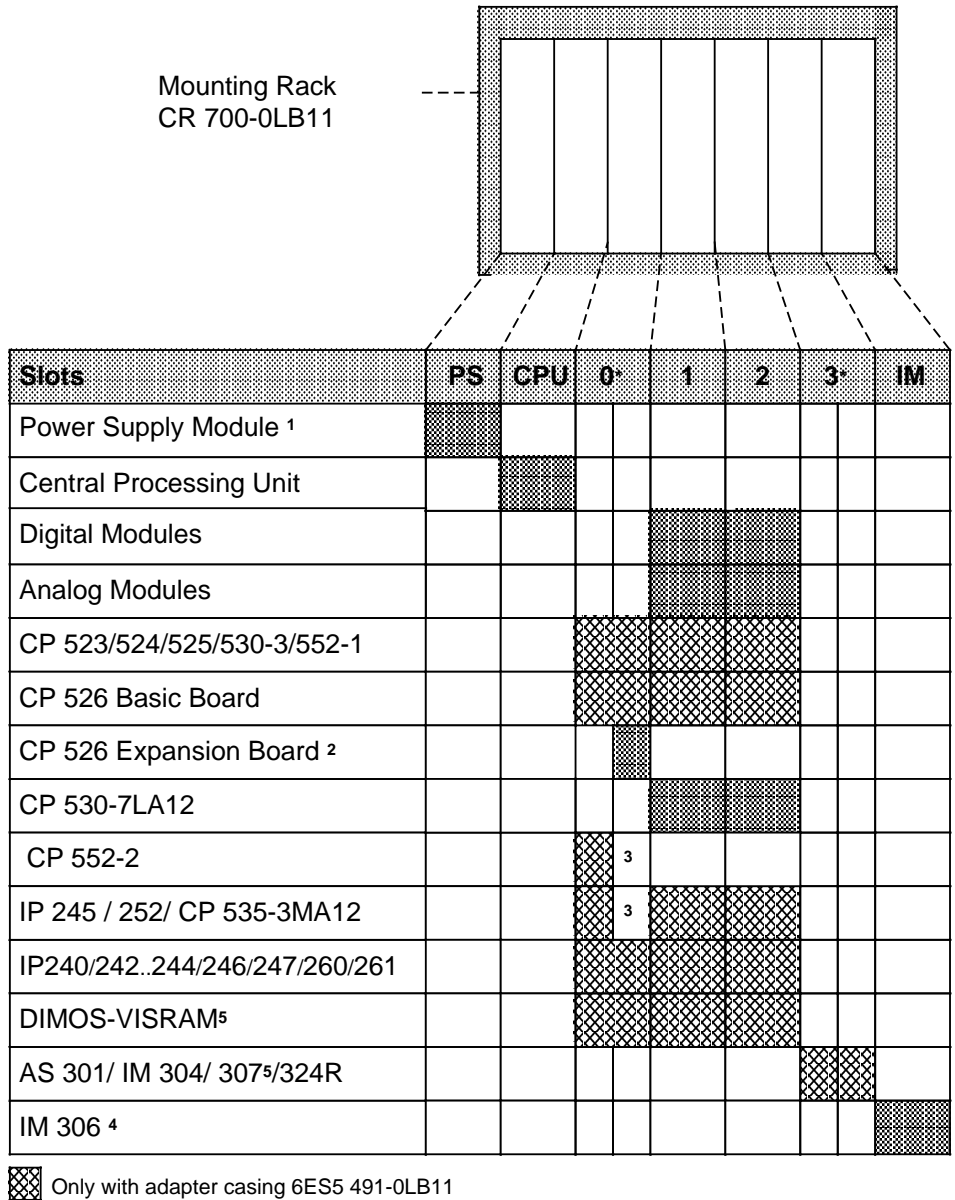 Mounting Rack
CR 700-0LB11
Slots PS CPU 0* 1 2 3* IM
Power Supply Module 1
Central Processing Unit
Digital Modules
Analog Modules
CP 523/524/525/530-3/552-1
CP 526 Basic Board
CP 526 Expansion Board 2
CP 530-7LA12
CP 552-2 3
IP 245 / 252/ CP 535-3MA12 3
IP240/242..244/246/247/260/261
DIMOS-VISRAM5
AS 301/ IM 304/ 3075/324R
IM 306 4
Only with adapter casing 6ES5 491-0LB11